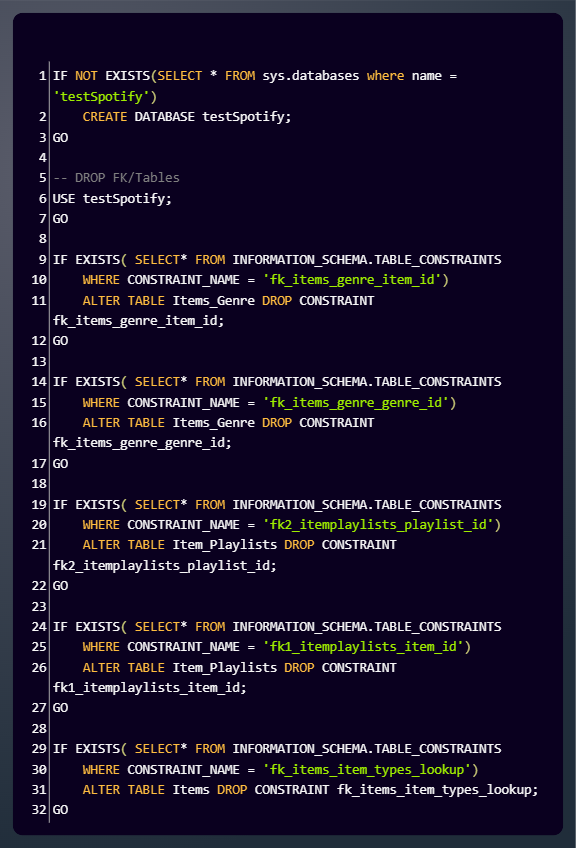 1 IF NOT EXISTS(SELECT * FROM sys.databases where name =
'testSpotify')
2     CREATE DATABASE testSpotify;
3 GO
4
5 -- DROP FK/Tables
6 USE testSpotify;
7 GO
8
9 IF EXISTS( SELECT* FROM INFORMATION_SCHEMA.TABLE_CONSTRAINTS
10     WHERE CONSTRAINT_NAME = 'fk_items_genre_item_id')
11     ALTER TABLE Items_Genre DROP CONSTRAINT
fk_items_genre_item_id;
12 GO
13
14 IF EXISTS( SELECT* FROM INFORMATION_SCHEMA.TABLE_CONSTRAINTS
15     WHERE CONSTRAINT_NAME = 'fk_items_genre_genre_id')
16     ALTER TABLE Items_Genre DROP CONSTRAINT
fk_items_genre_genre_id;
17 GO
18
19 IF EXISTS( SELECT* FROM INFORMATION_SCHEMA.TABLE_CONSTRAINTS
20     WHERE CONSTRAINT_NAME = 'fk2_itemplaylists_playlist_id')
21     ALTER TABLE Item_Playlists DROP CONSTRAINT
fk2_itemplaylists_playlist_id;
22 GO
23
24 IF EXISTS( SELECT* FROM INFORMATION_SCHEMA.TABLE_CONSTRAINTS
25     WHERE CONSTRAINT_NAME = 'fk1_itemplaylists_item_id')
26     ALTER TABLE Item_Playlists DROP CONSTRAINT
fk1_itemplaylists_item_id;
27 GO
28
29 IF EXISTS( SELECT* FROM INFORMATION_SCHEMA.TABLE_CONSTRAINTS
30     WHERE CONSTRAINT_NAME = 'fk_items_item_types_lookup')
31     ALTER TABLE Items DROP CONSTRAINT fk_items_item_types_lookup;
32 GO